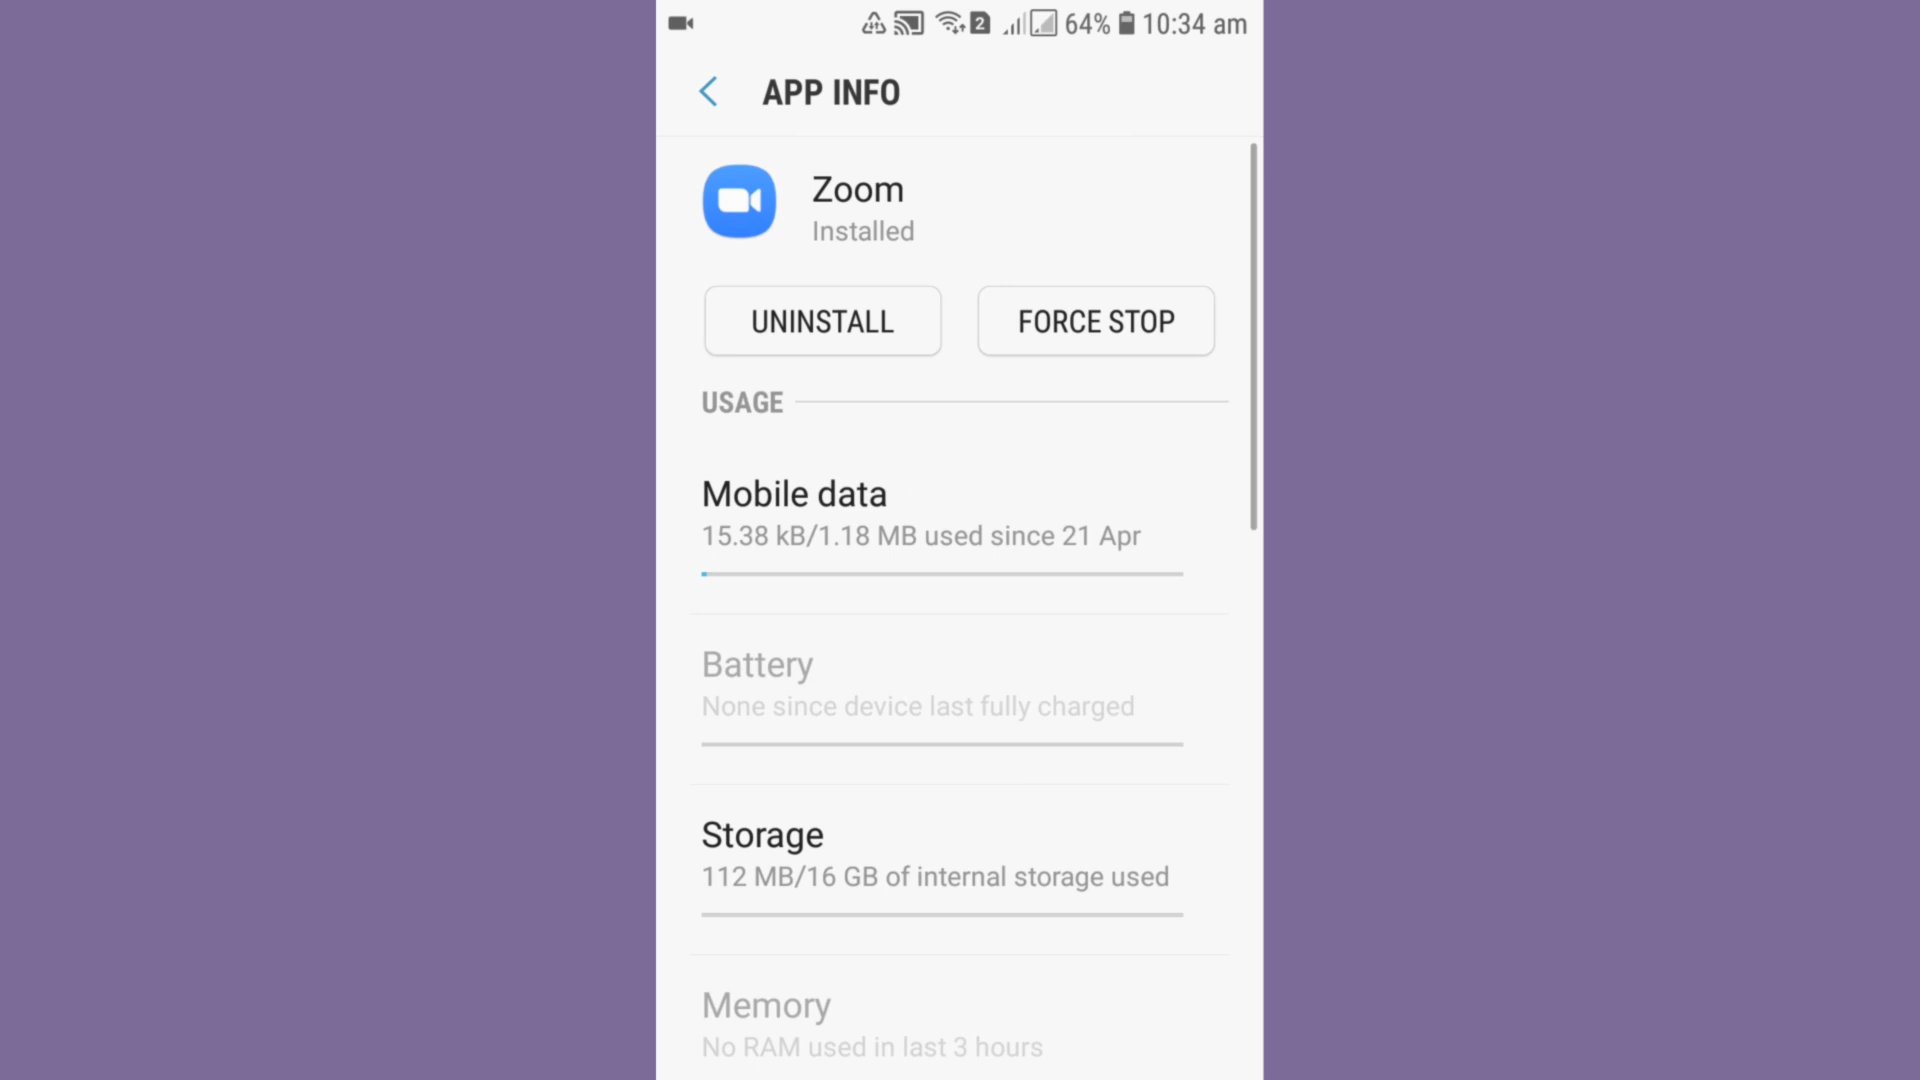 2 64% 10:34 am
APP INFO
Zoom
Installed
UNINSTALL FORCE STOP
USAGE
Mobile data
15.38 kB/1.18 MB used since 21 Apr
Battery
None since device last fully charged
Storage
112 MB/16 GB of internal storage used
Memory
No RAM used in last 3 hours